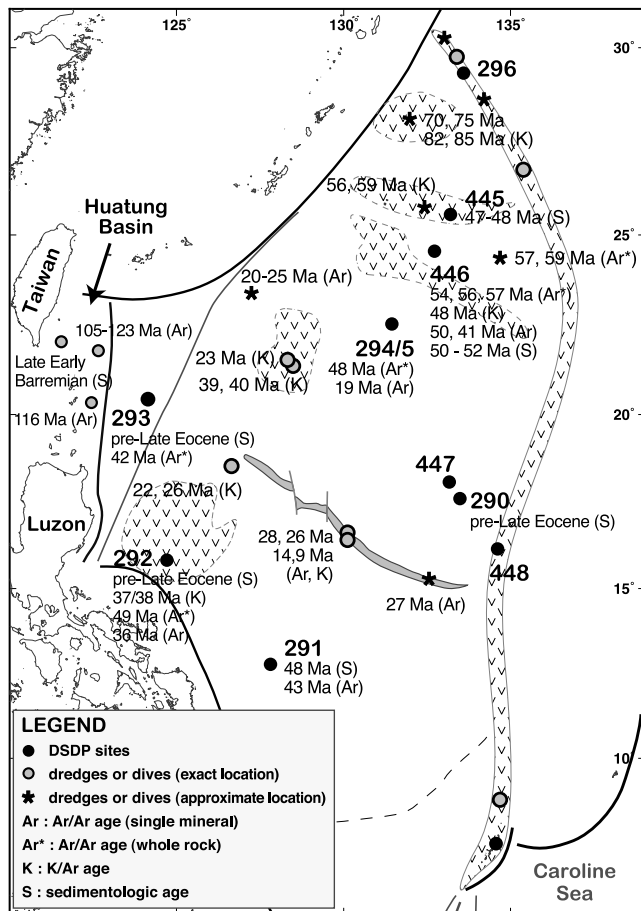 125°
130°
135°
30°
296
70, 75 Ma
82, 85 Ma (K)
56, 59 Ma (K)
445
47-48 Ma (S)
Huatung
Basin
25°
57, 59 Ma (Ar*)
446
Taiwan
20-25 Ma (Ar)
54, 56, 57 Ma (Ar*)
48 Ma (K)
50, 41 Ma (Ar)
50 - 52 Ma (S)
105-123 Ma (Ar)
294/5
48 Ma (Ar*)
19 Ma (Ar)
Late Early
Barremian (S)
23 Ma (K)
39, 40 Ma (K)
116 Ma (Ar)
20°
293
pre-Late Eocene (S)
42 Ma (Ar*)
447
290
pre-Late Eocene (S)
22, 26 Ma (K)
Luzon
28, 26 Ma
14,9 Ma
(Ar, K)
448
292
pre-Late Eocene (S)
37/38 Ma (K)
49 Ma (Ar*)
36 Ma (Ar)
15°
27 Ma (Ar)
291
48 Ma (S)
43 Ma (Ar)
10°
LEGEND
DSDP sites
dredges or dives (exact location)
dredges or dives (approximate location)
Ar : Ar/Ar age (single mineral)
Ar* : Ar/Ar age (whole rock)
K : K/Ar age
S : sedimentologic age
Caroline
Sea